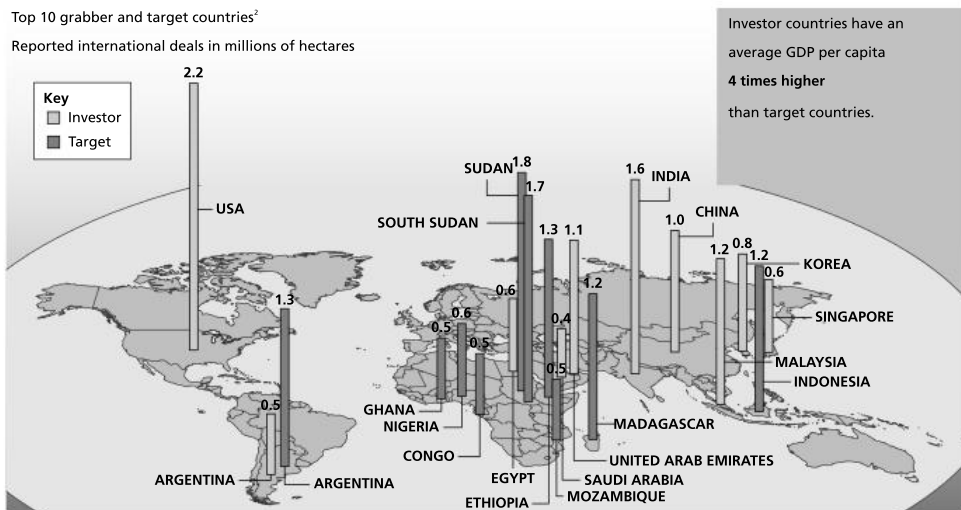 Top 10 grabber and target countries²
Reported international deals in millions of hectares
Investor countries have an
average GDP per capita
4 times higher
than target countries.
Key
Investor
Target
2.2
USA
1.3
0.5
ARGENTINA
ARGENTINA
SUDAN
1.8
1.7
SOUTH SUDAN
1.3
1.1
0.6
0.5
0.6
0.5
0.4
0.5
1.2
GHANA
NIGERIA
CONGO
EGYPT
ETHIOPIA
MOZAMBIQUE
SAUDI ARABIA
UNITED ARAB EMIRATES
MADAGASCAR
1.6
INDIA
1.0
CHINA
1.2
0.8
1.2
0.6
KOREA
SINGAPORE
MALAYSIA
INDONESIA